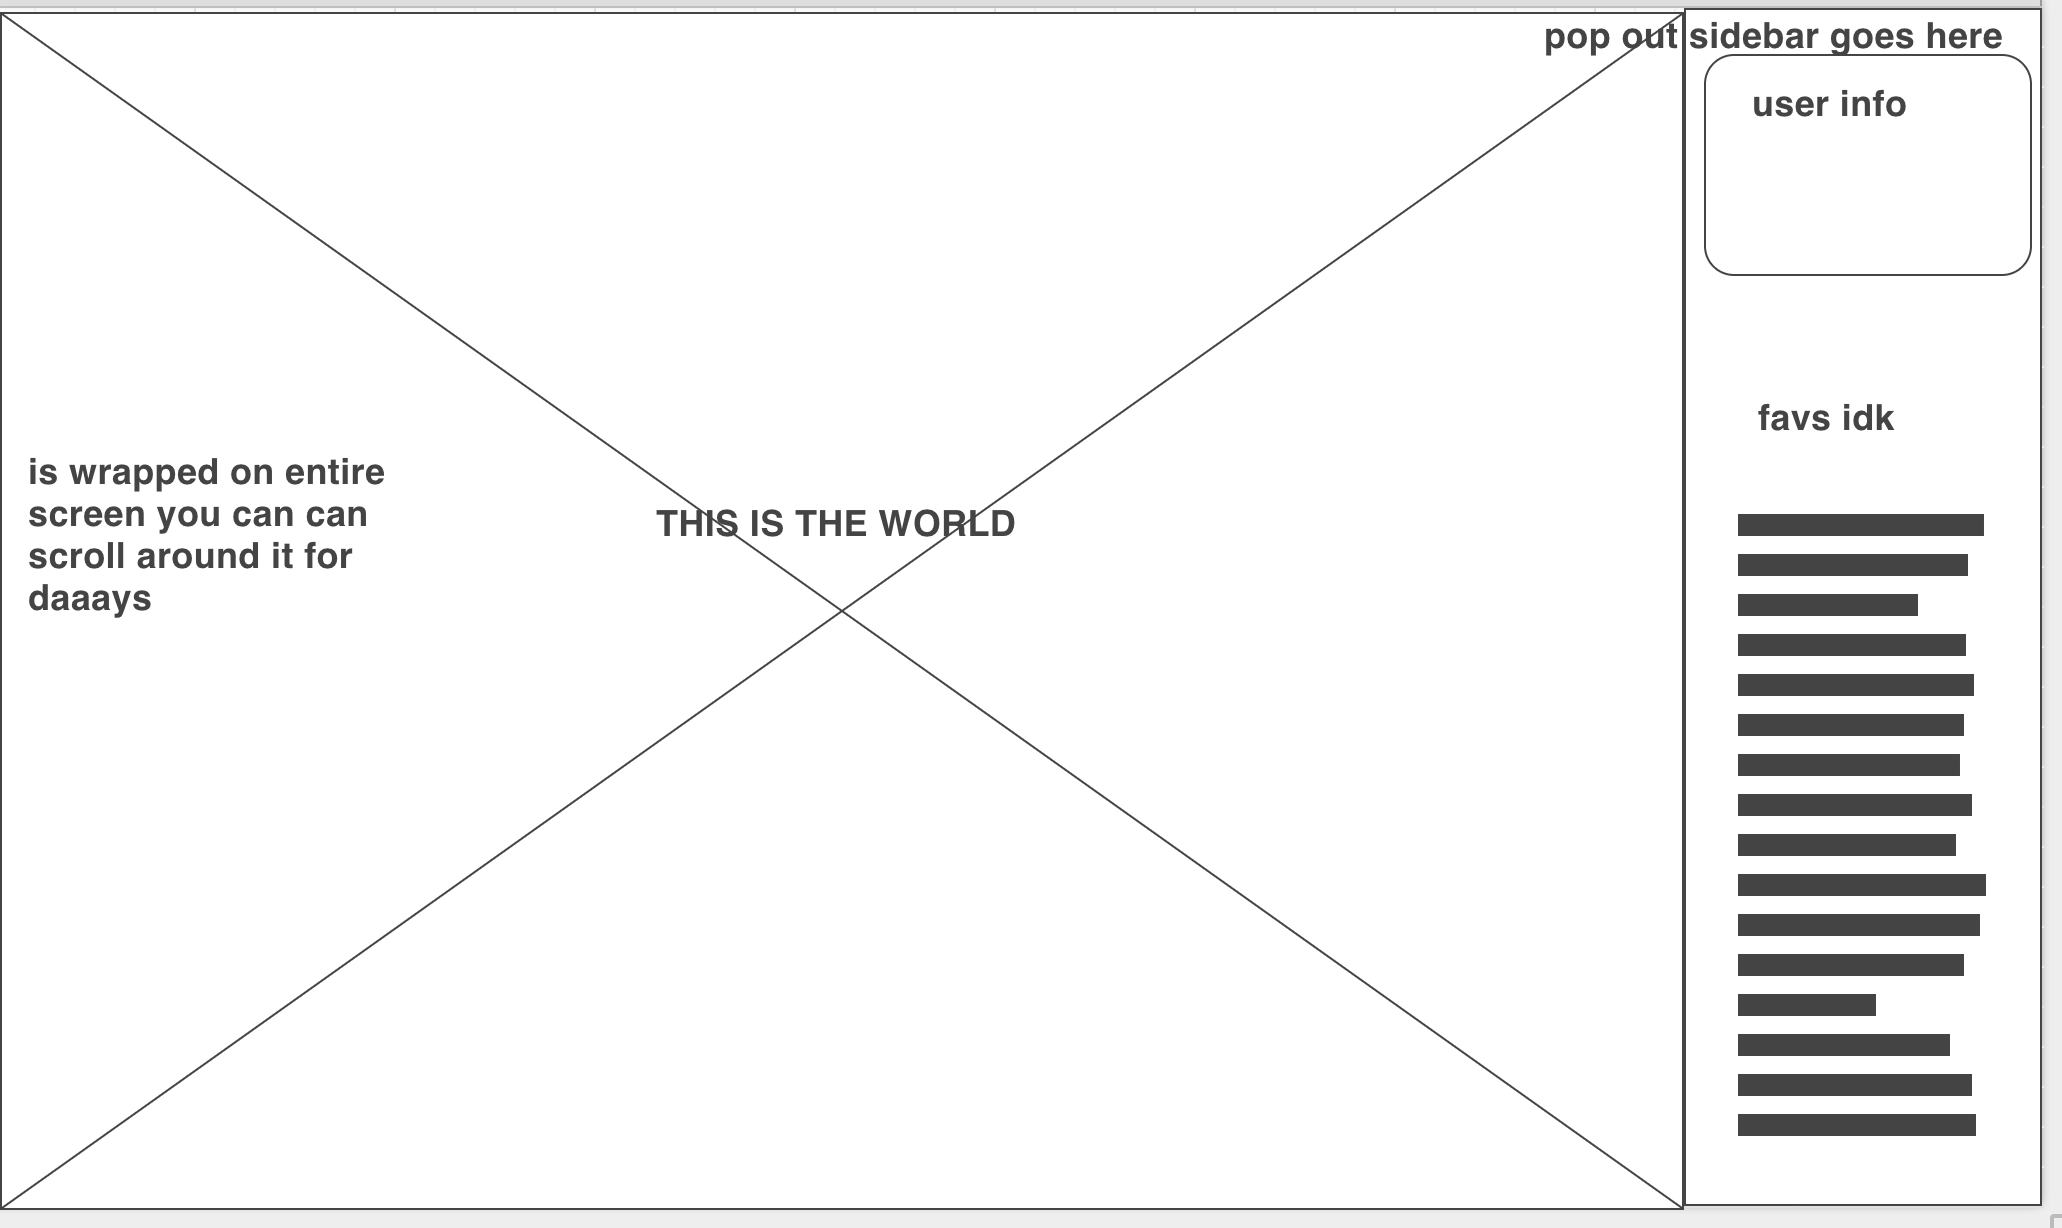 pop out sidebar goes here
user info
favs idk
is wrapped on entire
screen you can can
scroll around it for
daaays
THIS IS THE WORLD